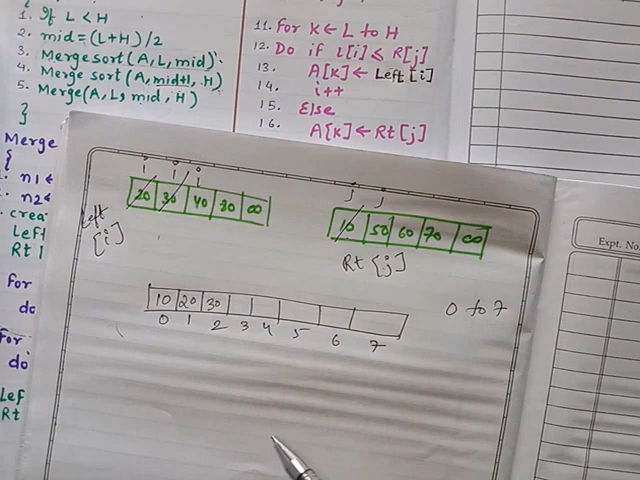 1. If L < H
2. mid = (L+H)/2
3. Mergesort (A, L, mid)
4. Merge sort (A, mid+1, H)
5. Merge (A, L, mid, H)
}
Merge
{
n1 ←
n2 ←
crea
Left
Rt
For
do
For
do
Lef
Rt
11. For K ← L to H
12. Do if L[i] ≤ R[j]
13. A[K] ← Left [i]
14. i++
15. Else
16. A[K] ← Rt[j]
i i i
20 30 40 80 ∞
Left [i]
j j
10 50 60 70 ∞
Rt [j]
10 20 30
0 1 2 3 4 5 6 7
0 to 7
Expt. No.